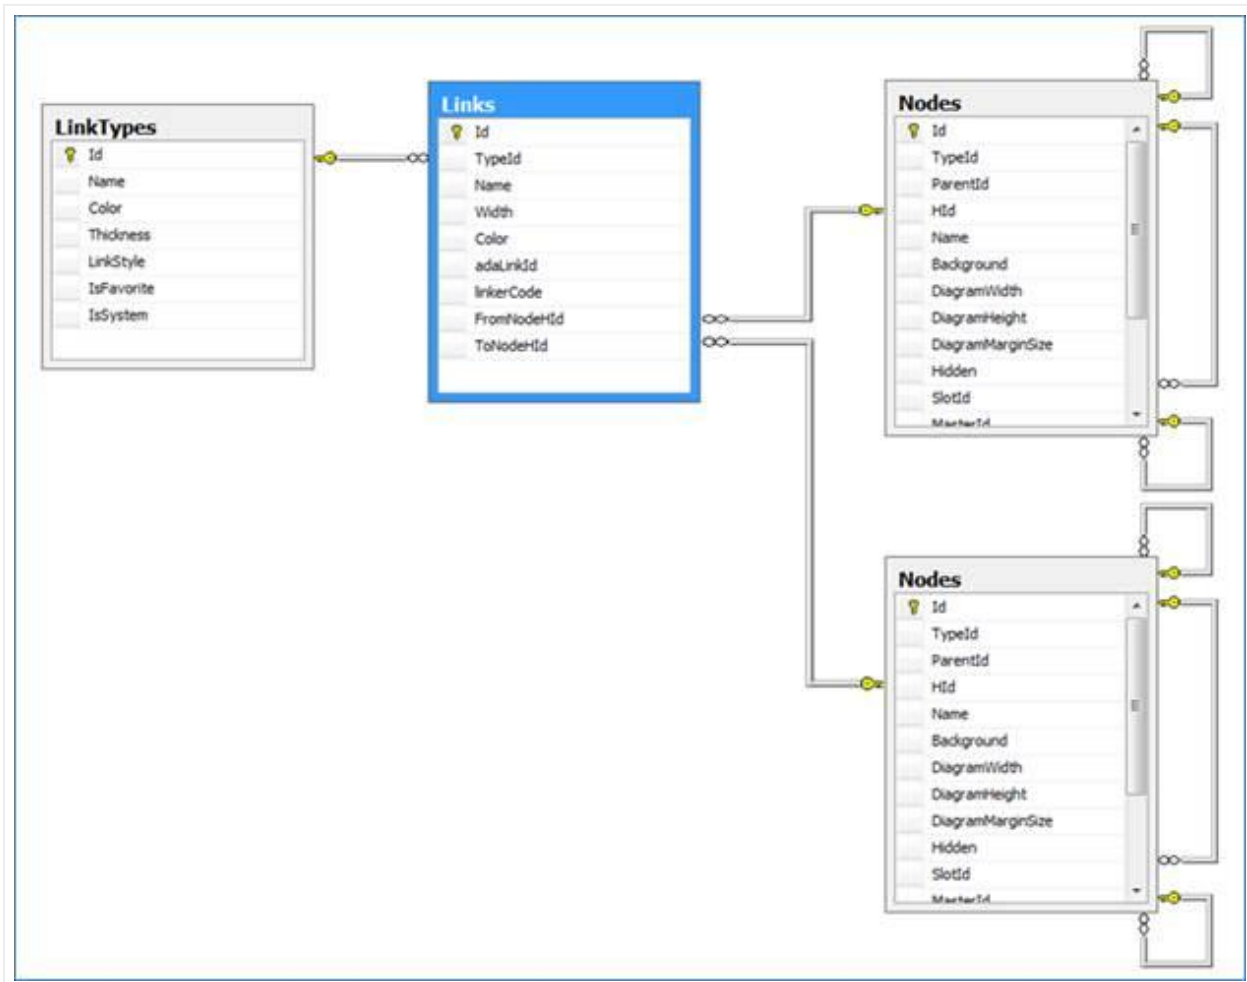 LinkTypes
Id
Name
Color
Thickness
LinkStyle
IsFavorite
IsSystem
Links
Id
TypeId
Name
Width
Color
adaLinkId
linkerCode
FromNodeHId
ToNodeHId
Nodes
Id
TypeId
ParentId
HId
Name
Background
DiagramWidth
DiagramHeight
DiagramMarginSize
Hidden
SlotId
MasterId
Nodes
Id
TypeId
ParentId
HId
Name
Background
DiagramWidth
DiagramHeight
DiagramMarginSize
Hidden
SlotId
MasterId